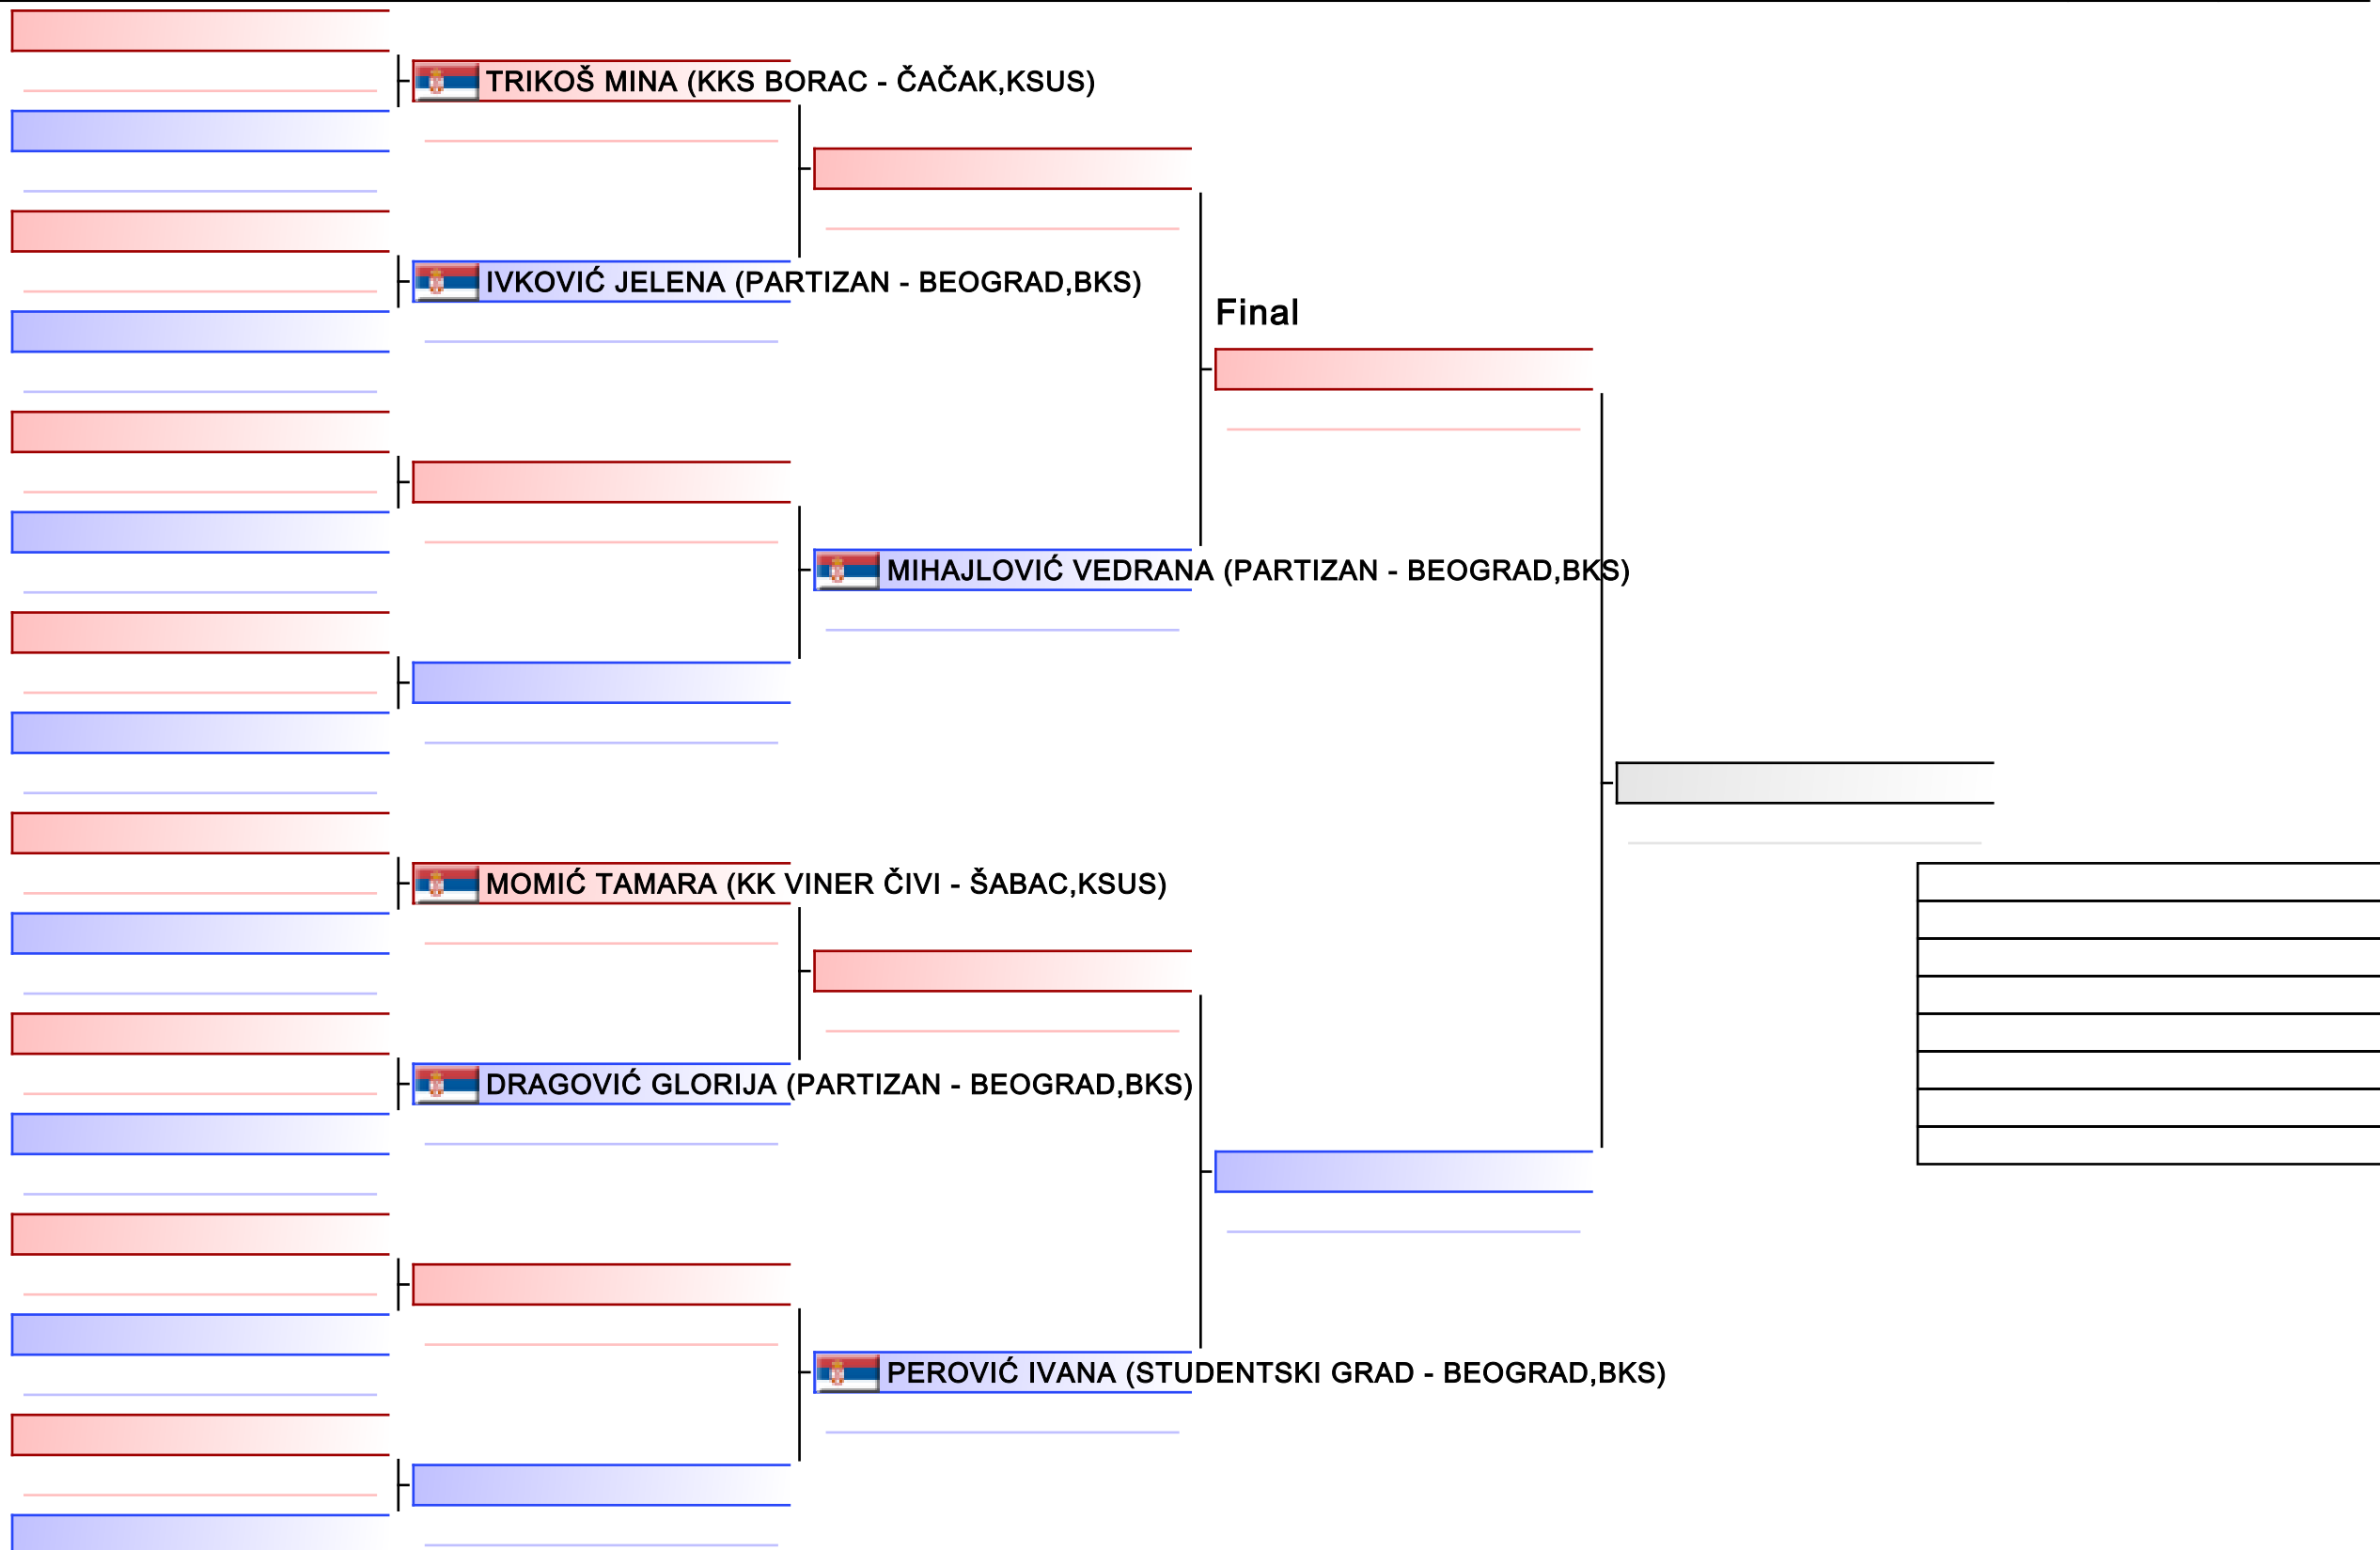 TRIKOŠ MINA (KKS BORAC - ČAČAK,KSUS)
IVKOVIĆ JELENA (PARTIZAN - BEOGRAD,BKS)
Final
MIHAJLOVIĆ VEDRANA (PARTIZAN - BEOGRAD,BKS)
MOMIĆ TAMARA (KK VINER ČIVI - ŠABAC,KSUS)
DRAGOVIĆ GLORIJA (PARTIZAN - BEOGRAD,BKS)
PEROVIĆ IVANA (STUDENTSKI GRAD - BEOGRAD,BKS)